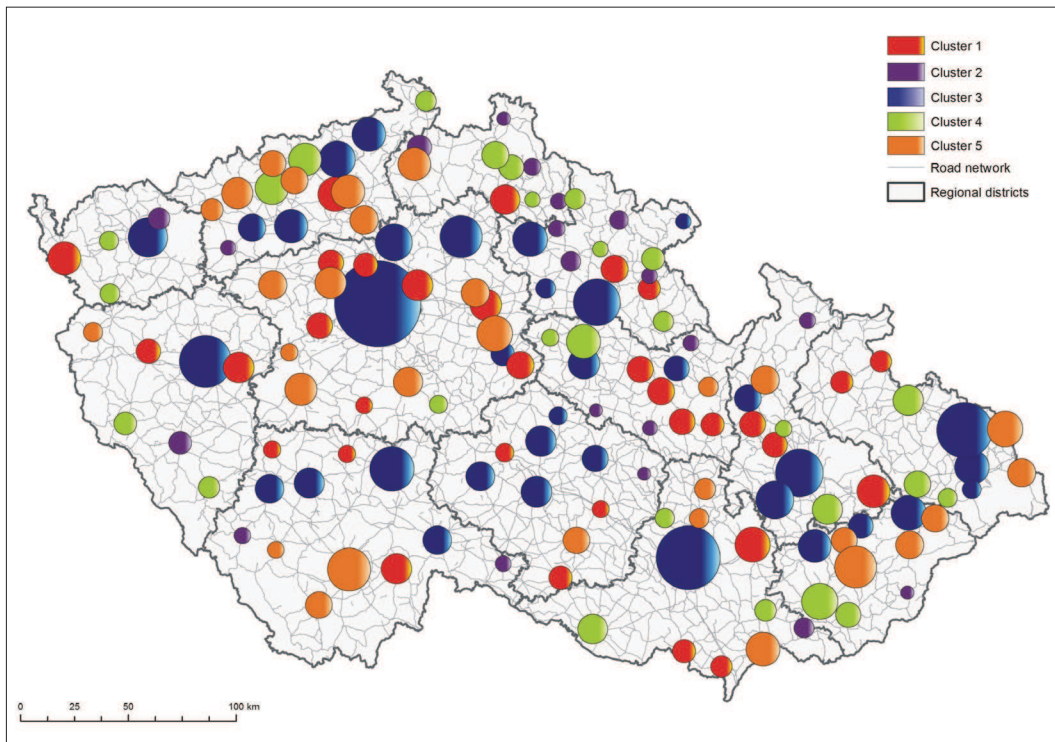 Cluster 1
Cluster 2
Cluster 3
Cluster 4
Cluster 5
Road network
Regional districts
0 25 50 100 km